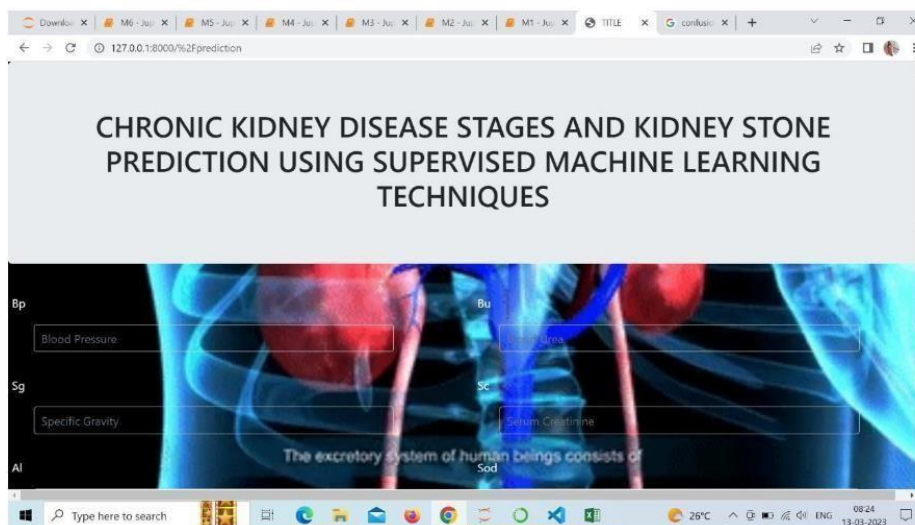 Downloa
M6 - Jup
M5 - Jup
M4 - Jup
M3 - Jup
M2 - Jup
M1 - Jup
TITLE
confusio
127.0.0.1:8000/%2Fprediction
CHRONIC KIDNEY DISEASE STAGES AND KIDNEY STONE
PREDICTION USING SUPERVISED MACHINE LEARNING
TECHNIQUES
Bp
Bu
Blood Pressure
Urea
Sg
Sc
Specific Gravity
Serum Creatinine
The excretory system of human beings consists of
Al
Sod
Type here to search
26°C
ENG
08:24
13-03-2023